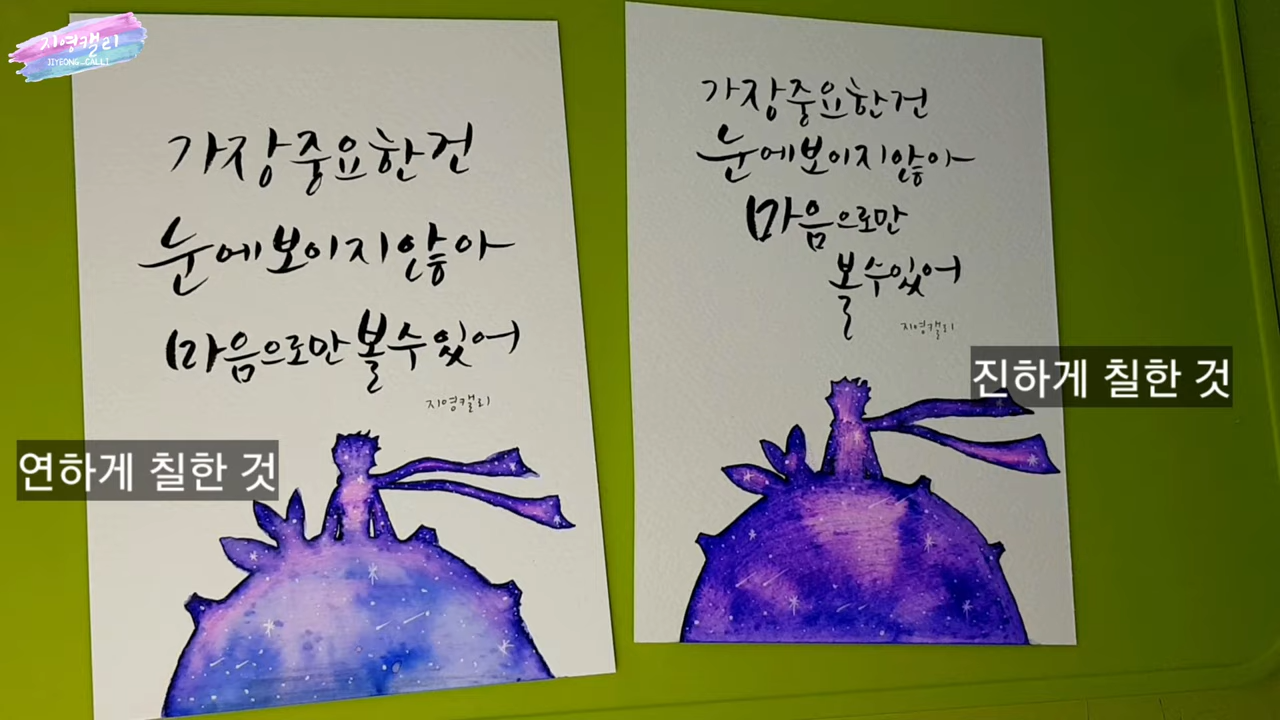 지영캘리
JIYEONG_CALLI
가장중요한건
눈에보이지않아
마음으로만볼수있어
지영캘리
연하게 칠한 것
가장중요한건
눈에보이지않아
마음으로만
볼수있어
지영캘리
진하게 칠한 것